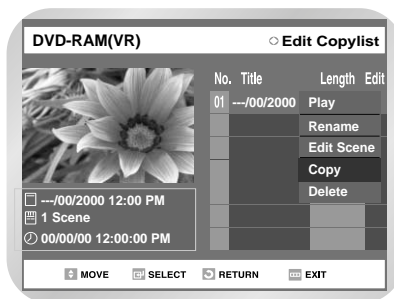 DVD-RAM(VR) Edit Copylist
No. Title Length Edit
01 ---/00/2000 Play
Rename
Edit Scene
Copy
Delete
---/00/2000 12:00 PM
1 Scene
00/00/00 12:00:00 PM
MOVE SELECT RETURN EXIT